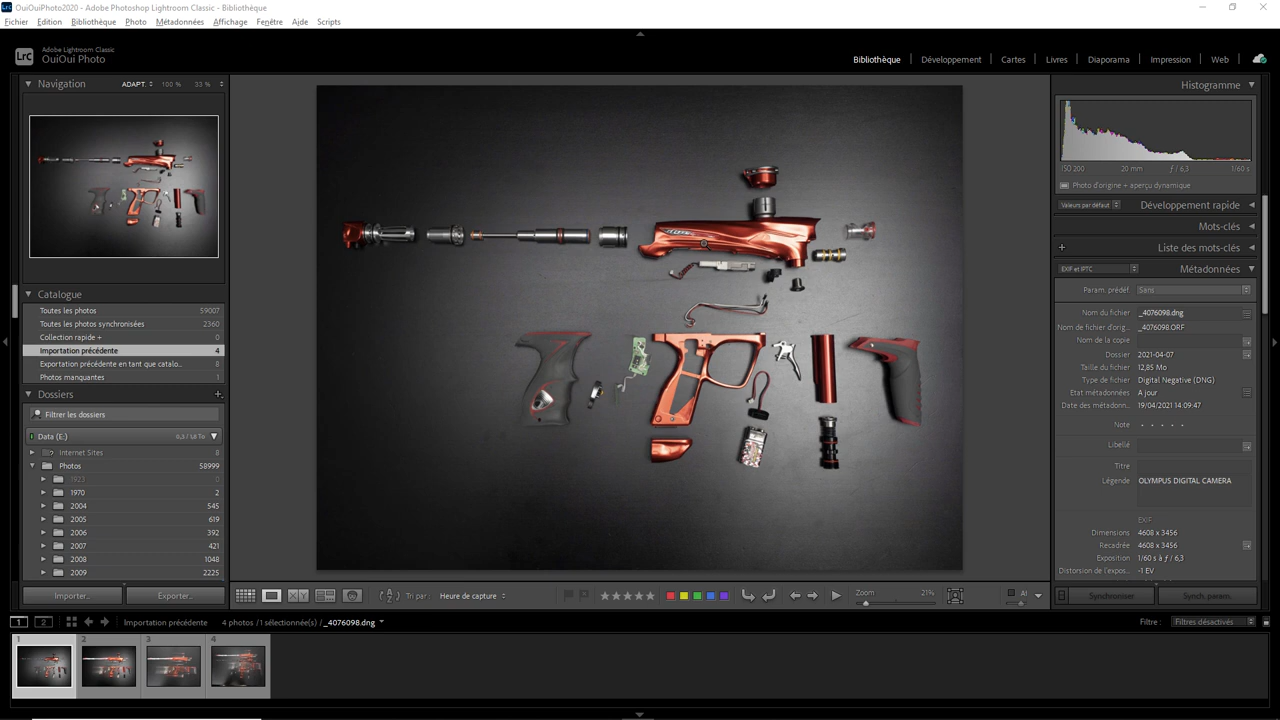 OuiOuiPhoto2020 - Adobe Photoshop Lightroom Classic - Bibliothèque
Fichier Edition Bibliothèque Photo Métadonnées Affichage Fenêtre Aide Scripts
Lrc
Adobe Lightroom Classic
OuiOui Photo
Bibliothèque Développement Cartes Livres Diaporama Impression Web
Navigation ADAPT. 100 % 33 %
Catalogue
Toutes les photos 59007
Toutes les photos synchronisées 2360
Collection rapide + 0
Importation précédente 4
Exportation précédente en tant que catalo... 8
Photos manquantes 1
Dossiers
Filtrer les dossiers
Data (E:)
Internet Sites 8
Photos 58999
1923 0
1970 2
2004 545
2005 619
2006 392
2007 421
2008 1048
2009 2225
Importer... Exporter...
Tri par : Heure de capture
Zoom 21%
Histogramme
ISO 200 20 mm ƒ / 6,3 1/60 s
Photo d'origine + aperçu dynamique
Valeurs par défaut Développement rapide
Mots-clés
Liste des mots-clés
EXIF et IPTC Métadonnées
Param. prédéf. Sans
Nom du fichier _4076098.dng
Nom de fichier d'orig... _4076098.ORF
Nom de la copie
Dossier 2021-04-07
Taille du fichier 12,85 Mo
Type de fichier Digital Negative (DNG)
Etat métadonnées A jour
Date des métadonn... 19/04/2021 14:09:47
Note
Libellé
Titre
Légende OLYMPUS DIGITAL CAMERA
EXIF
Dimensions 4608 x 3456
Recadrée 4608 x 3456
Exposition 1/60 s à ƒ / 6,3
Distorsion de l'expos... -1 EV
Synchroniser Synch. param.
1 2 Importation précédente 4 photos /1 sélectionnée(s) /_4076098.dng
Filtre : Filtres désactivés
1 2 3 4